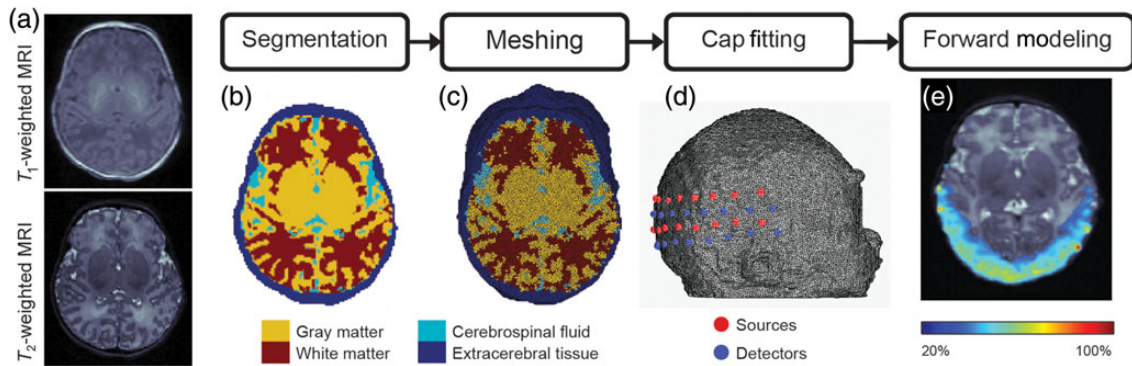 (a)
T1-weighted MRI
T2-weighted MRI
Segmentation
Meshing
Cap fitting
Forward modeling
(b)
(c)
(d)
(e)
Gray matter
White matter
Cerebrospinal fluid
Extracerebral tissue
Sources
Detectors
20%
100%